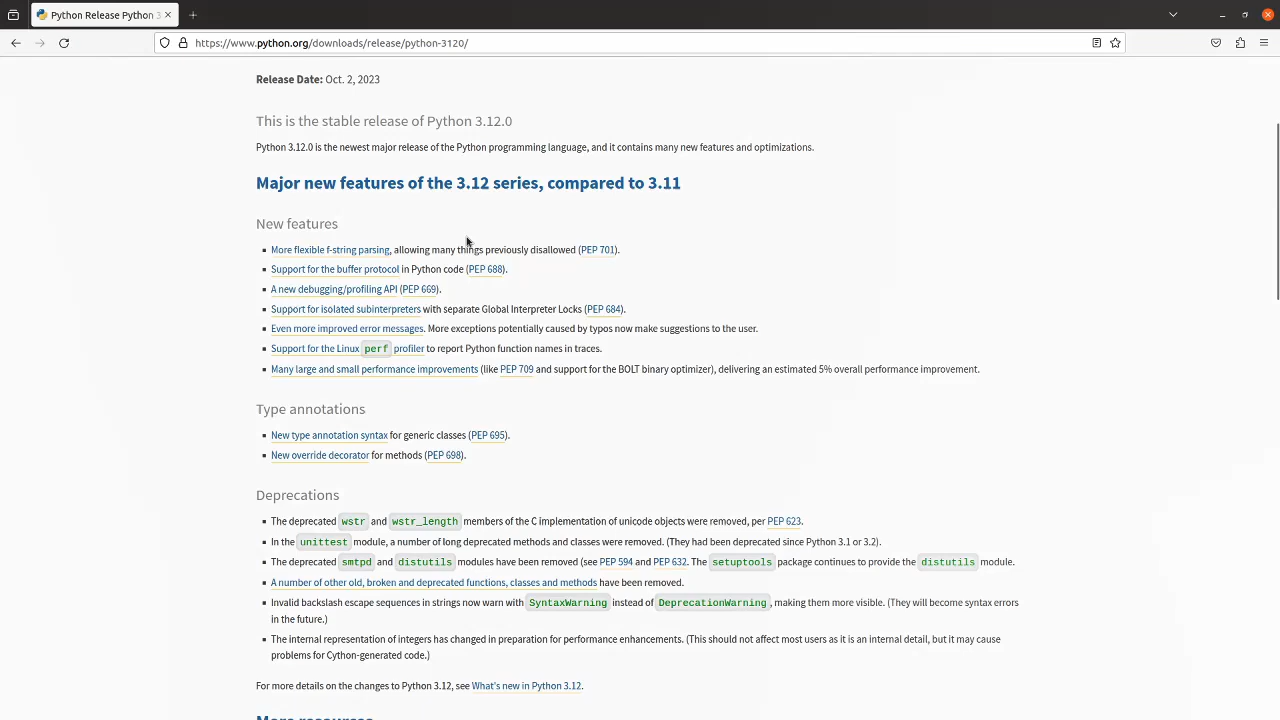 Python Release Python 3
https://www.python.org/downloads/release/python-3120/
Release Date: Oct. 2, 2023
This is the stable release of Python 3.12.0
Python 3.12.0 is the newest major release of the Python programming language, and it contains many new features and optimizations.
Major new features of the 3.12 series, compared to 3.11
New features
More flexible f-string parsing, allowing many things previously disallowed (PEP 701).
Support for the buffer protocol in Python code (PEP 688).
A new debugging/profiling API (PEP 669).
Support for isolated subinterpreters with separate Global Interpreter Locks (PEP 684).
Even more improved error messages. More exceptions potentially caused by typos now make suggestions to the user.
Support for the Linux perf profiler to report Python function names in traces.
Many large and small performance improvements (like PEP 709 and support for the BOLT binary optimizer), delivering an estimated 5% overall performance improvement.
Type annotations
New type annotation syntax for generic classes (PEP 695).
New override decorator for methods (PEP 698).
Deprecations
The deprecated wstr and wstr_length members of the C implementation of unicode objects were removed, per PEP 623.
In the unittest module, a number of long deprecated methods and classes were removed. (They had been deprecated since Python 3.1 or 3.2).
The deprecated smtpd and distutils modules have been removed (see PEP 594 and PEP 632. The setuptools package continues to provide the distutils module.
A number of other old, broken and deprecated functions, classes and methods have been removed.
Invalid backslash escape sequences in strings now warn with SyntaxWarning instead of DeprecationWarning, making them more visible. (They will become syntax errors
in the future.)
The internal representation of integers has changed in preparation for performance enhancements. (This should not affect most users as it is an internal detail, but it may cause
problems for Cython-generated code.)
For more details on the changes to Python 3.12, see What's new in Python 3.12.
More resources